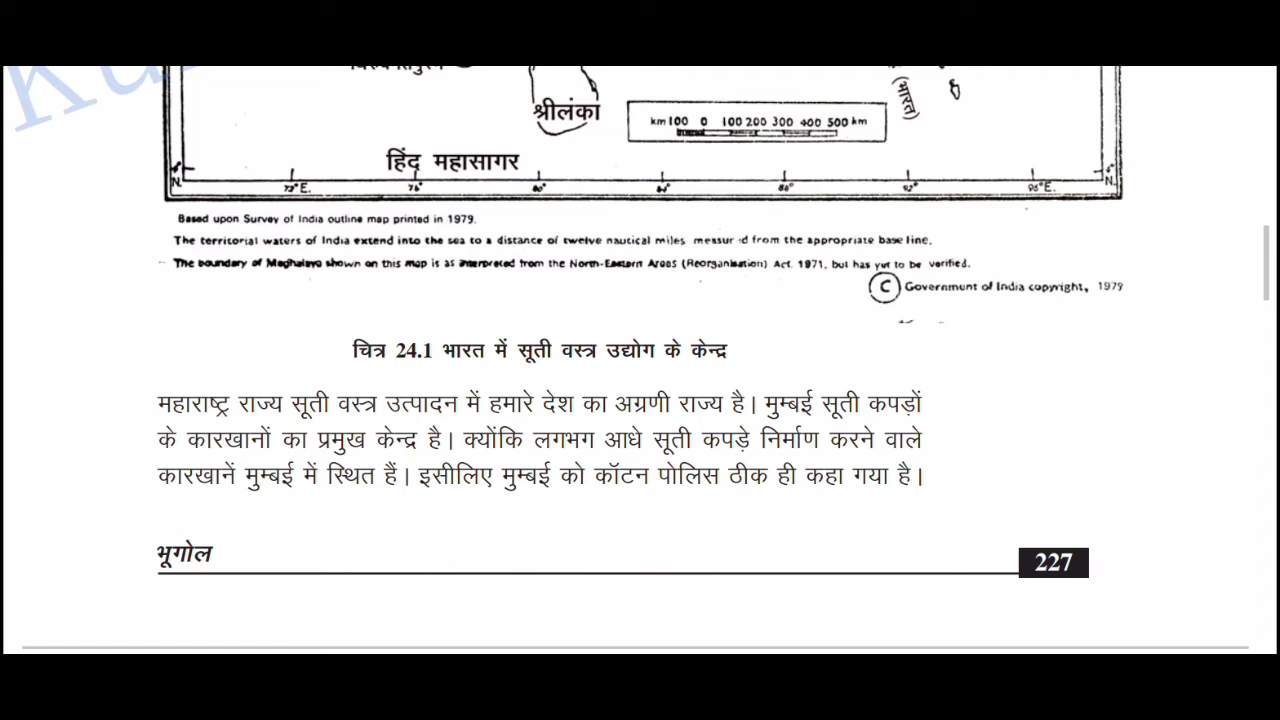 श्रीलंका
(भारत)
km 100 0 100 200 300 400 500 km
हिंद महासागर
N. 72° E. 76° 80° 84° 88° 92° 96° E. N.
Based upon Survey of India outline map printed in 1979.
The territorial waters of India extend into the sea to a distance of twelve nautical miles measured from the appropriate base line.
The boundary of Meghalaya shown on this map is as interpreted from the North-Eastern Areas (Reorganisation) Act. 1971, but has yet to be verified.
C Government of India copyright, 1979
चित्र 24.1 भारत में सूती वस्त्र उद्योग के केन्द्र
महाराष्ट्र राज्य सूती वस्त्र उत्पादन में हमारे देश का अग्रणी राज्य है। मुम्बई सूती कपड़ों
के कारखानों का प्रमुख केन्द्र है। क्योंकि लगभग आधे सूती कपड़े निर्माण करने वाले
कारखानें मुम्बई में स्थित हैं। इसीलिए मुम्बई को कॉटन पोलिस ठीक ही कहा गया है।
भूगोल
227